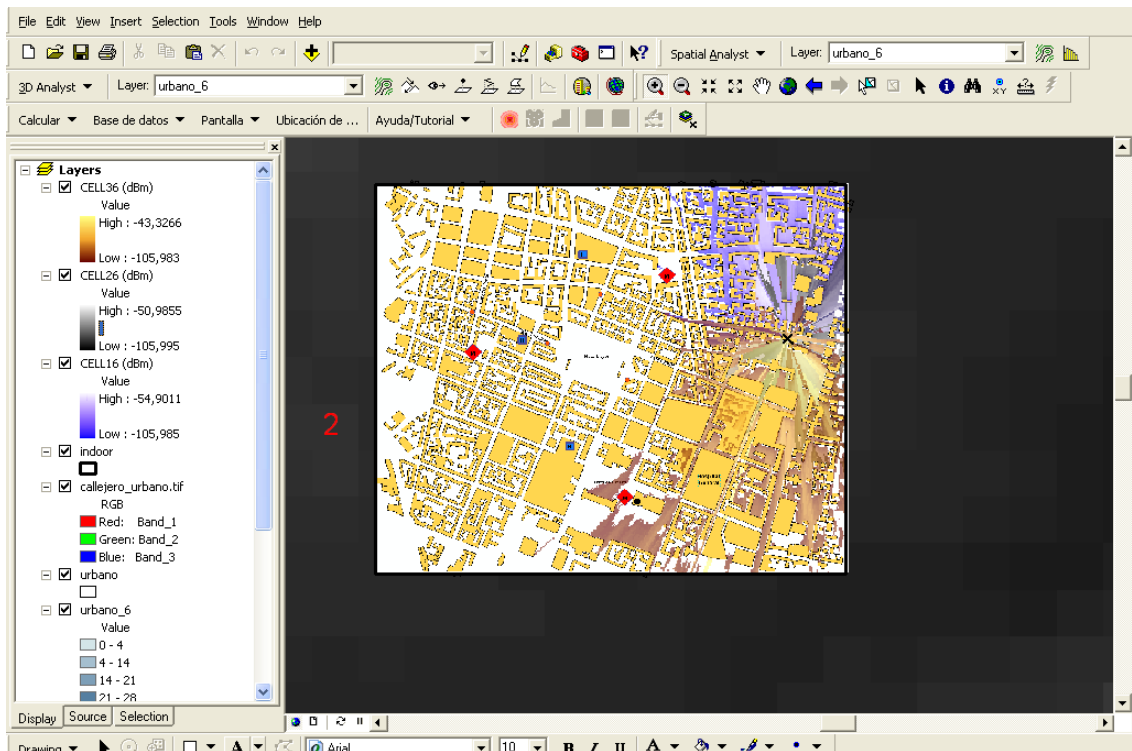 File Edit View Insert Selection Tools Window Help
Spatial Analyst Layer: urbano_6
3D Analyst Layer: urbano_6
Calcular Base de datos Pantalla Ubicación de ... Ayuda/Tutorial
Layers
CELL36 (dBm)
Value
High : -43,3266
Low : -105,983
CELL26 (dBm)
Value
High : -50,9855
Low : -105,995
CELL16 (dBm)
Value
High : -54,9011
Low : -105,985
indoor
callejero_urbano.tif
RGB
Red: Band_1
Green: Band_2
Blue: Band_3
urbano
urbano_6
Value
0 - 4
4 - 14
14 - 21
21 - 28
2
Display Source Selection
Drawing A Arial 10 B I U A